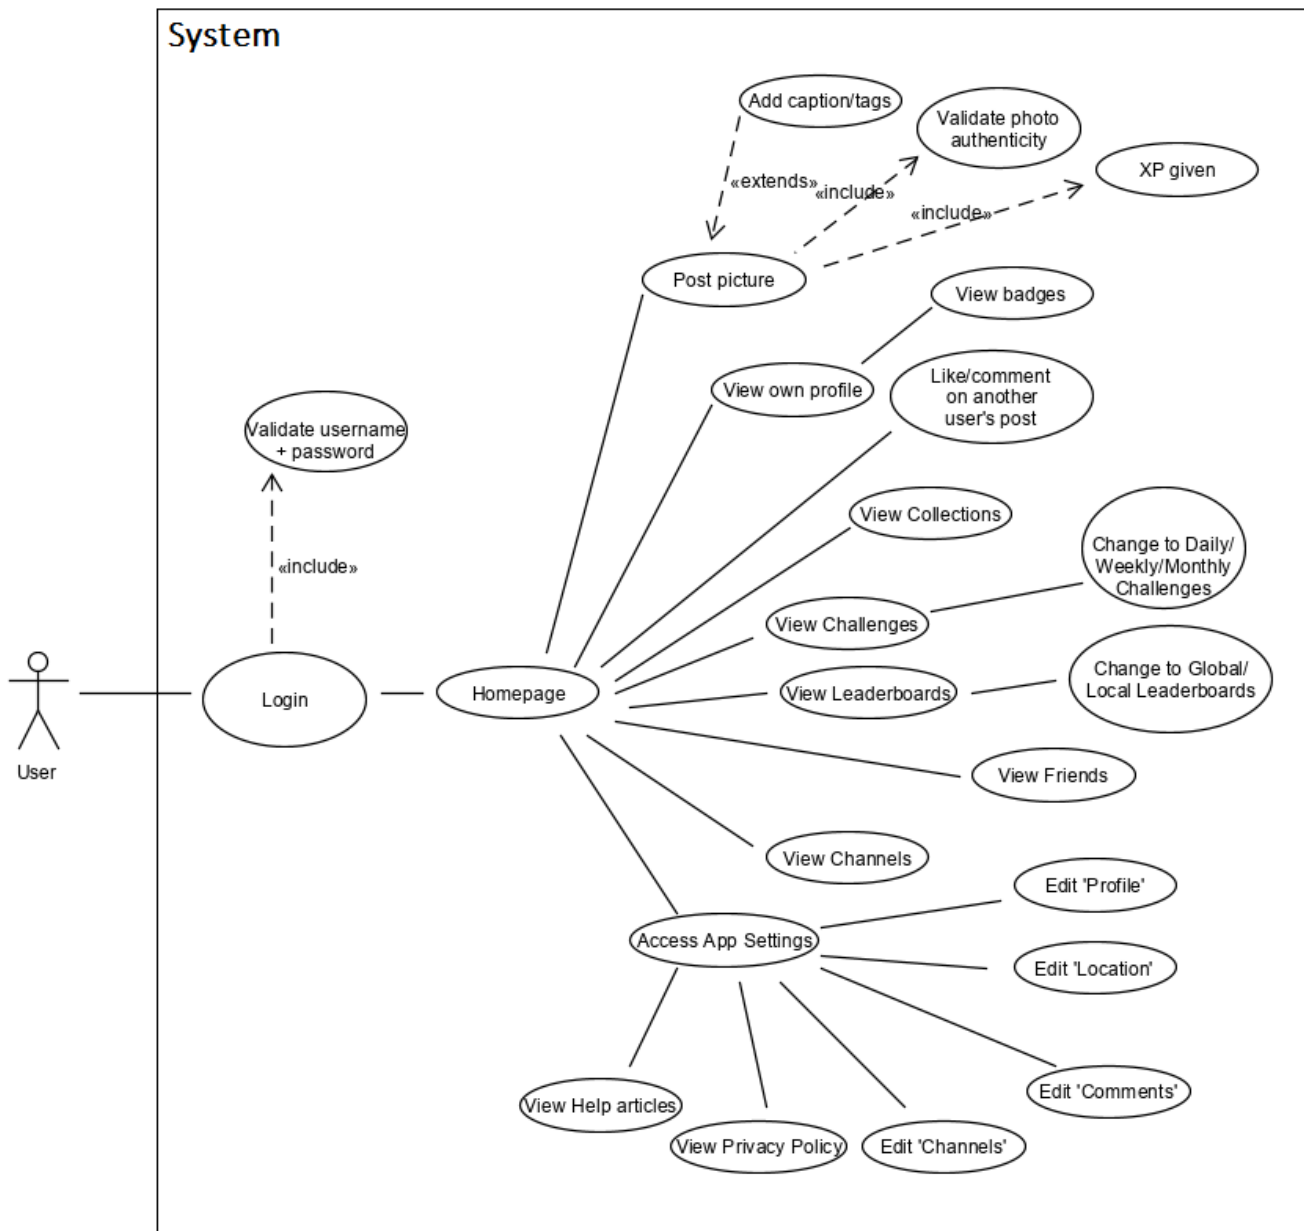 System
Add caption/tags
Validate photo
authenticity
XP given
«extends»
«include»
«include»
Post picture
View badges
View own profile
Like/comment
on another
user's post
Validate username
+ password
View Collections
Change to Daily/
Weekly/Monthly
Challenges
«include»
View Challenges
Login
Homepage
View Leaderboards
Change to Global/
Local Leaderboards
User
View Friends
View Channels
Edit 'Profile'
Access App Settings
Edit 'Location'
Edit 'Comments'
View Help articles
View Privacy Policy
Edit 'Channels'